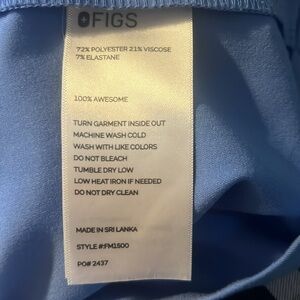 FIGS
72% POLYESTER 21% VISCOSE
7% ELASTANE
100% AWESOME
TURN GARMENT INSIDE OUT
MACHINE WASH COLD
WASH WITH LIKE COLORS
DO NOT BLEACH
TUMBLE DRY LOW
LOW HEAT IRON IF NEEDED
DO NOT DRY CLEAN
MADE IN SRI LANKA
STYLE #:FM1500
PO# 2437